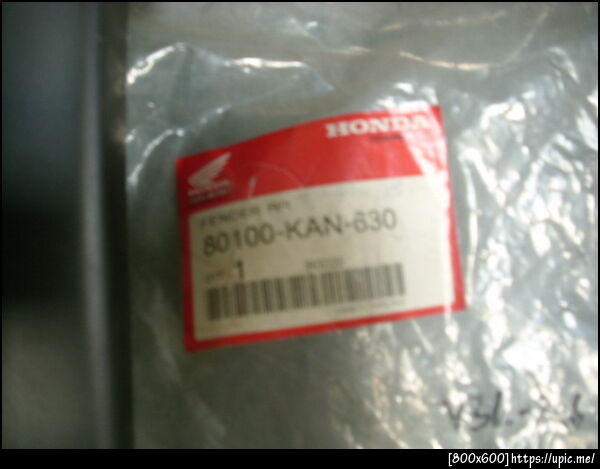 HONDA
FENDER RR.
80100-KAN-630
1
[800x600]https://upic.me/